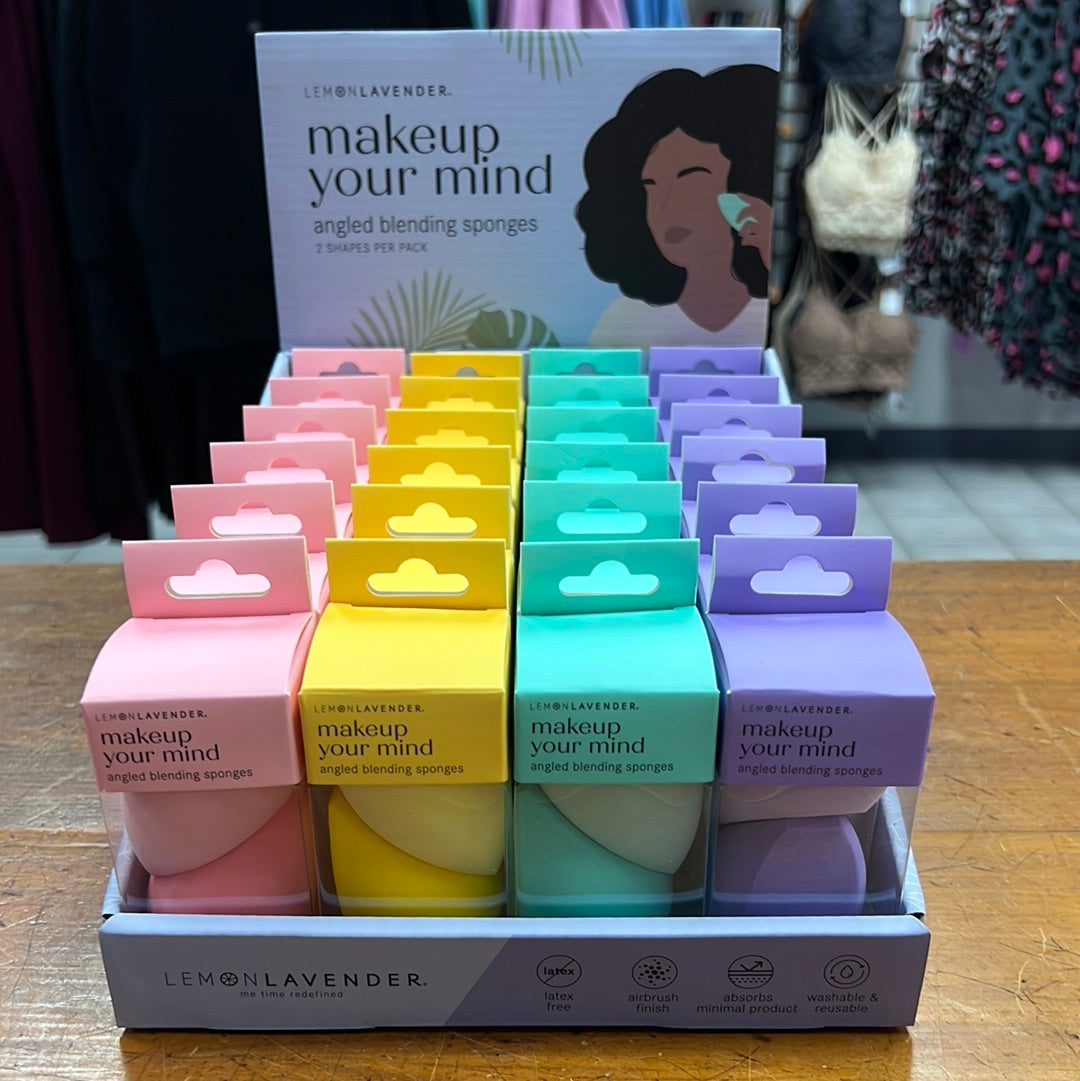 LEMONLAVENDER.
makeup
your mind
angled blending sponges
2 SHAPES PER PACK
LEMONLAVENDER.
makeup
your mind
angled blending sponges
LEMONLAVENDER.
makeup
your mind
angled blending sponges
LEMONLAVENDER.
makeup
your mind
angled blending sponges
LEMONLAVENDER.
makeup
your mind
angled blending sponges
LEMONLAVENDER.
me time redefined
latex
latex
free
airbrush
finish
absorbs
minimal product
washable &
reusable